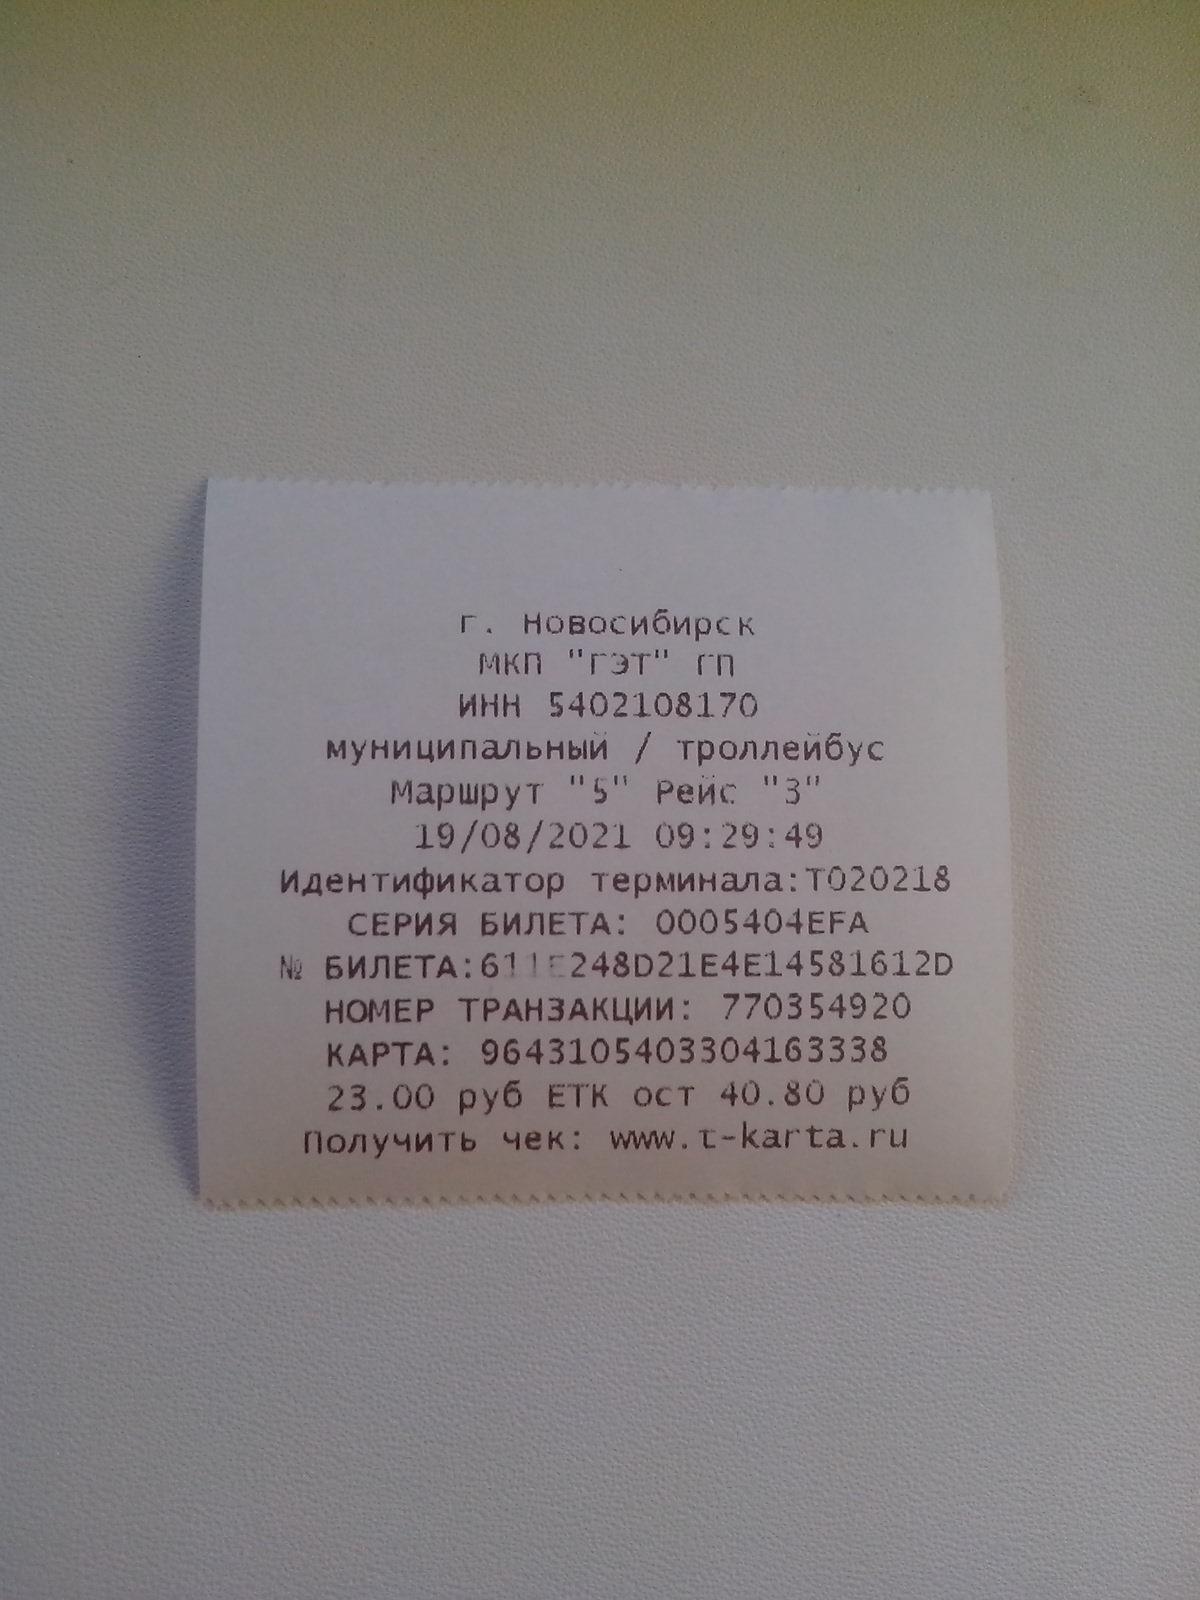 г. Новосибирск
МКП "ГЭТ" ГП
ИНН 5402108170
муниципальный / троллейбус
Маршрут "5" Рейс "3"
19/08/2021 09:29:49
Идентификатор терминала:T020218
СЕРИЯ БИЛЕТА: 0005404EFA
№ БИЛЕТА:611E248D21E4E14581612D
НОМЕР ТРАНЗАКЦИИ: 770354920
КАРТА: 9643105403304163338
23.00 руб ЕТК ост 40.80 руб
Получить чек: www.t-karta.ru